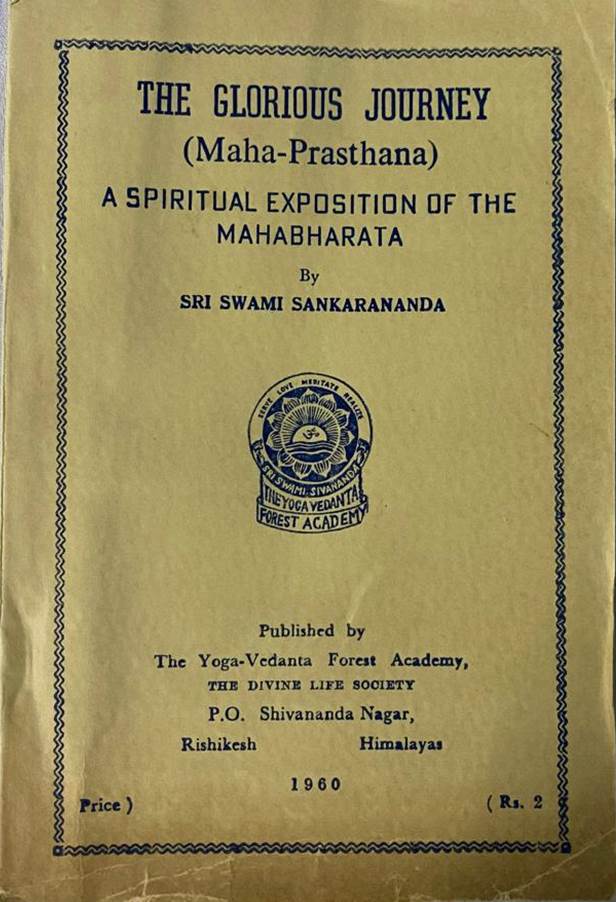 THE GLORIOUS JOURNEY
(Maha-Prasthana)
A SPIRITUAL EXPOSITION OF THE
MAHABHARATA
By
SRI SWAMI SANKARANANDA
SERVE LOVE MEDITATE REALIZE
ॐ
SRI SWAMI SIVANANDA
THE YOGA VEDANTA
FOREST ACADEMY
Published by
The Yoga-Vedanta Forest Academy,
THE DIVINE LIFE SOCIETY
P.O. Shivananda Nagar,
Rishikesh Himalayas
1960
Price ) ( Rs. 2